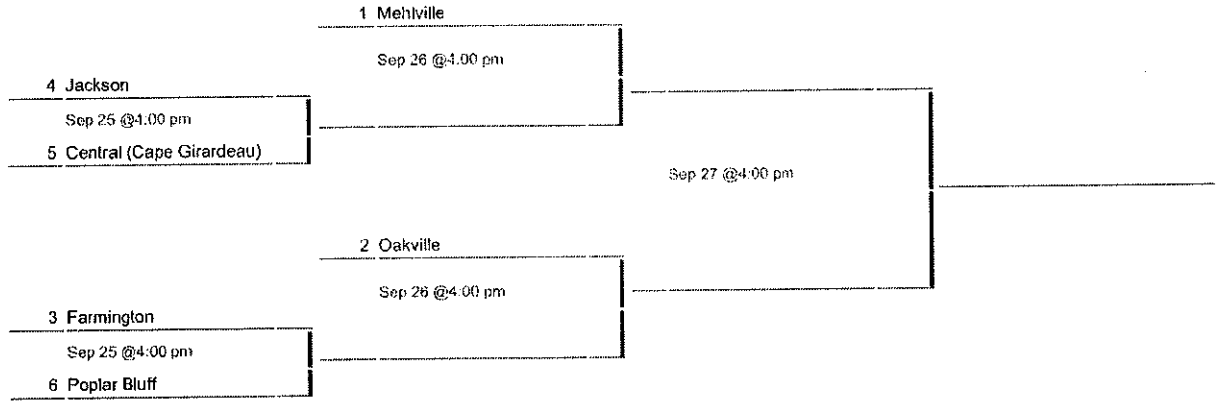 1 Mehlville
Sep 26 @4:00 pm
4 Jackson
Sep 25 @4:00 pm
5 Central (Cape Girardeau)
Sep 27 @4:00 pm
2 Oakville
Sep 26 @4:00 pm
3 Farmington
Sep 25 @4:00 pm
6 Poplar Bluff